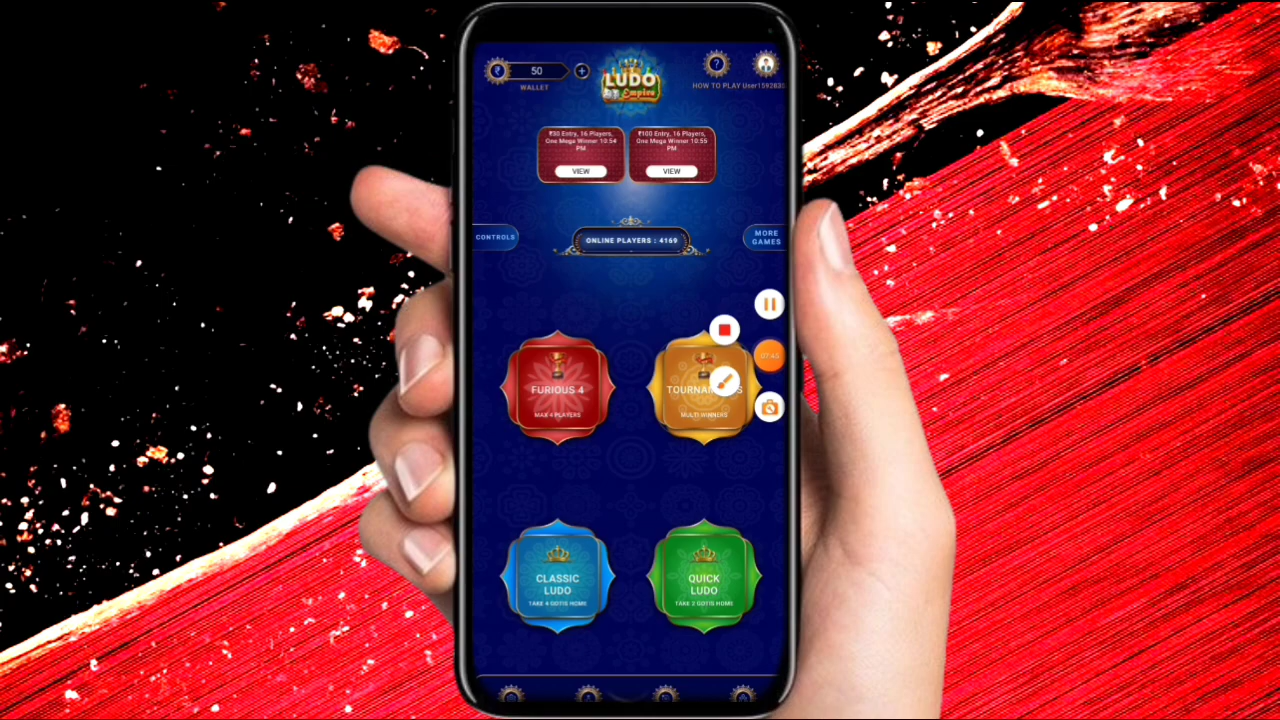 50
WALLET
LUDO
Empire
HOW TO PLAY
₹30 Entry, 16 Players,
One Mega Winner 10:54
PM
VIEW
₹100 Entry, 16 Players,
One Mega Winner 10:55
PM
VIEW
CONTROLS
ONLINE PLAYERS : 4169
MORE
GAMES
07:45
FURIOUS 4
MAX 4 PLAYERS
MULTI WINNERS
CLASSIC
LUDO
TAKE 4 GOTIS HOME
QUICK
LUDO
TAKE 2 GOTIS HOME